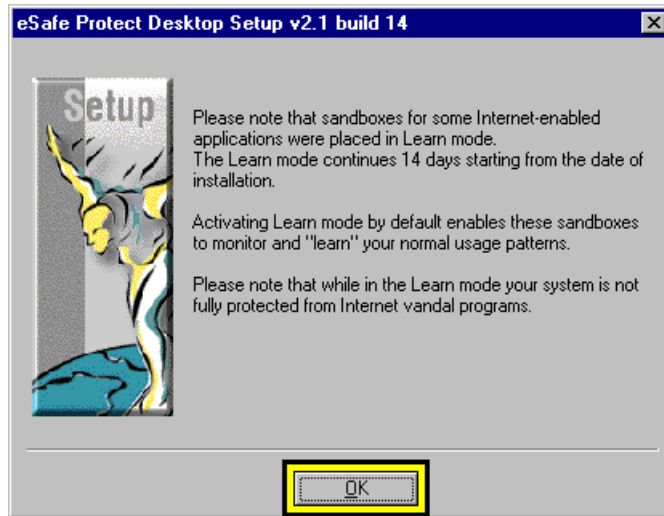 eSafe Protect Desktop Setup v2.1 build 14
Setup
Please note that sandboxes for some Internet-enabled
applications were placed in Learn mode.
The Learn mode continues 14 days starting from the date of
installation.
Activating Learn mode by default enables these sandboxes
to monitor and "learn" your normal usage patterns.
Please note that while in the Learn mode your system is not
fully protected from Internet vandal programs.
OK